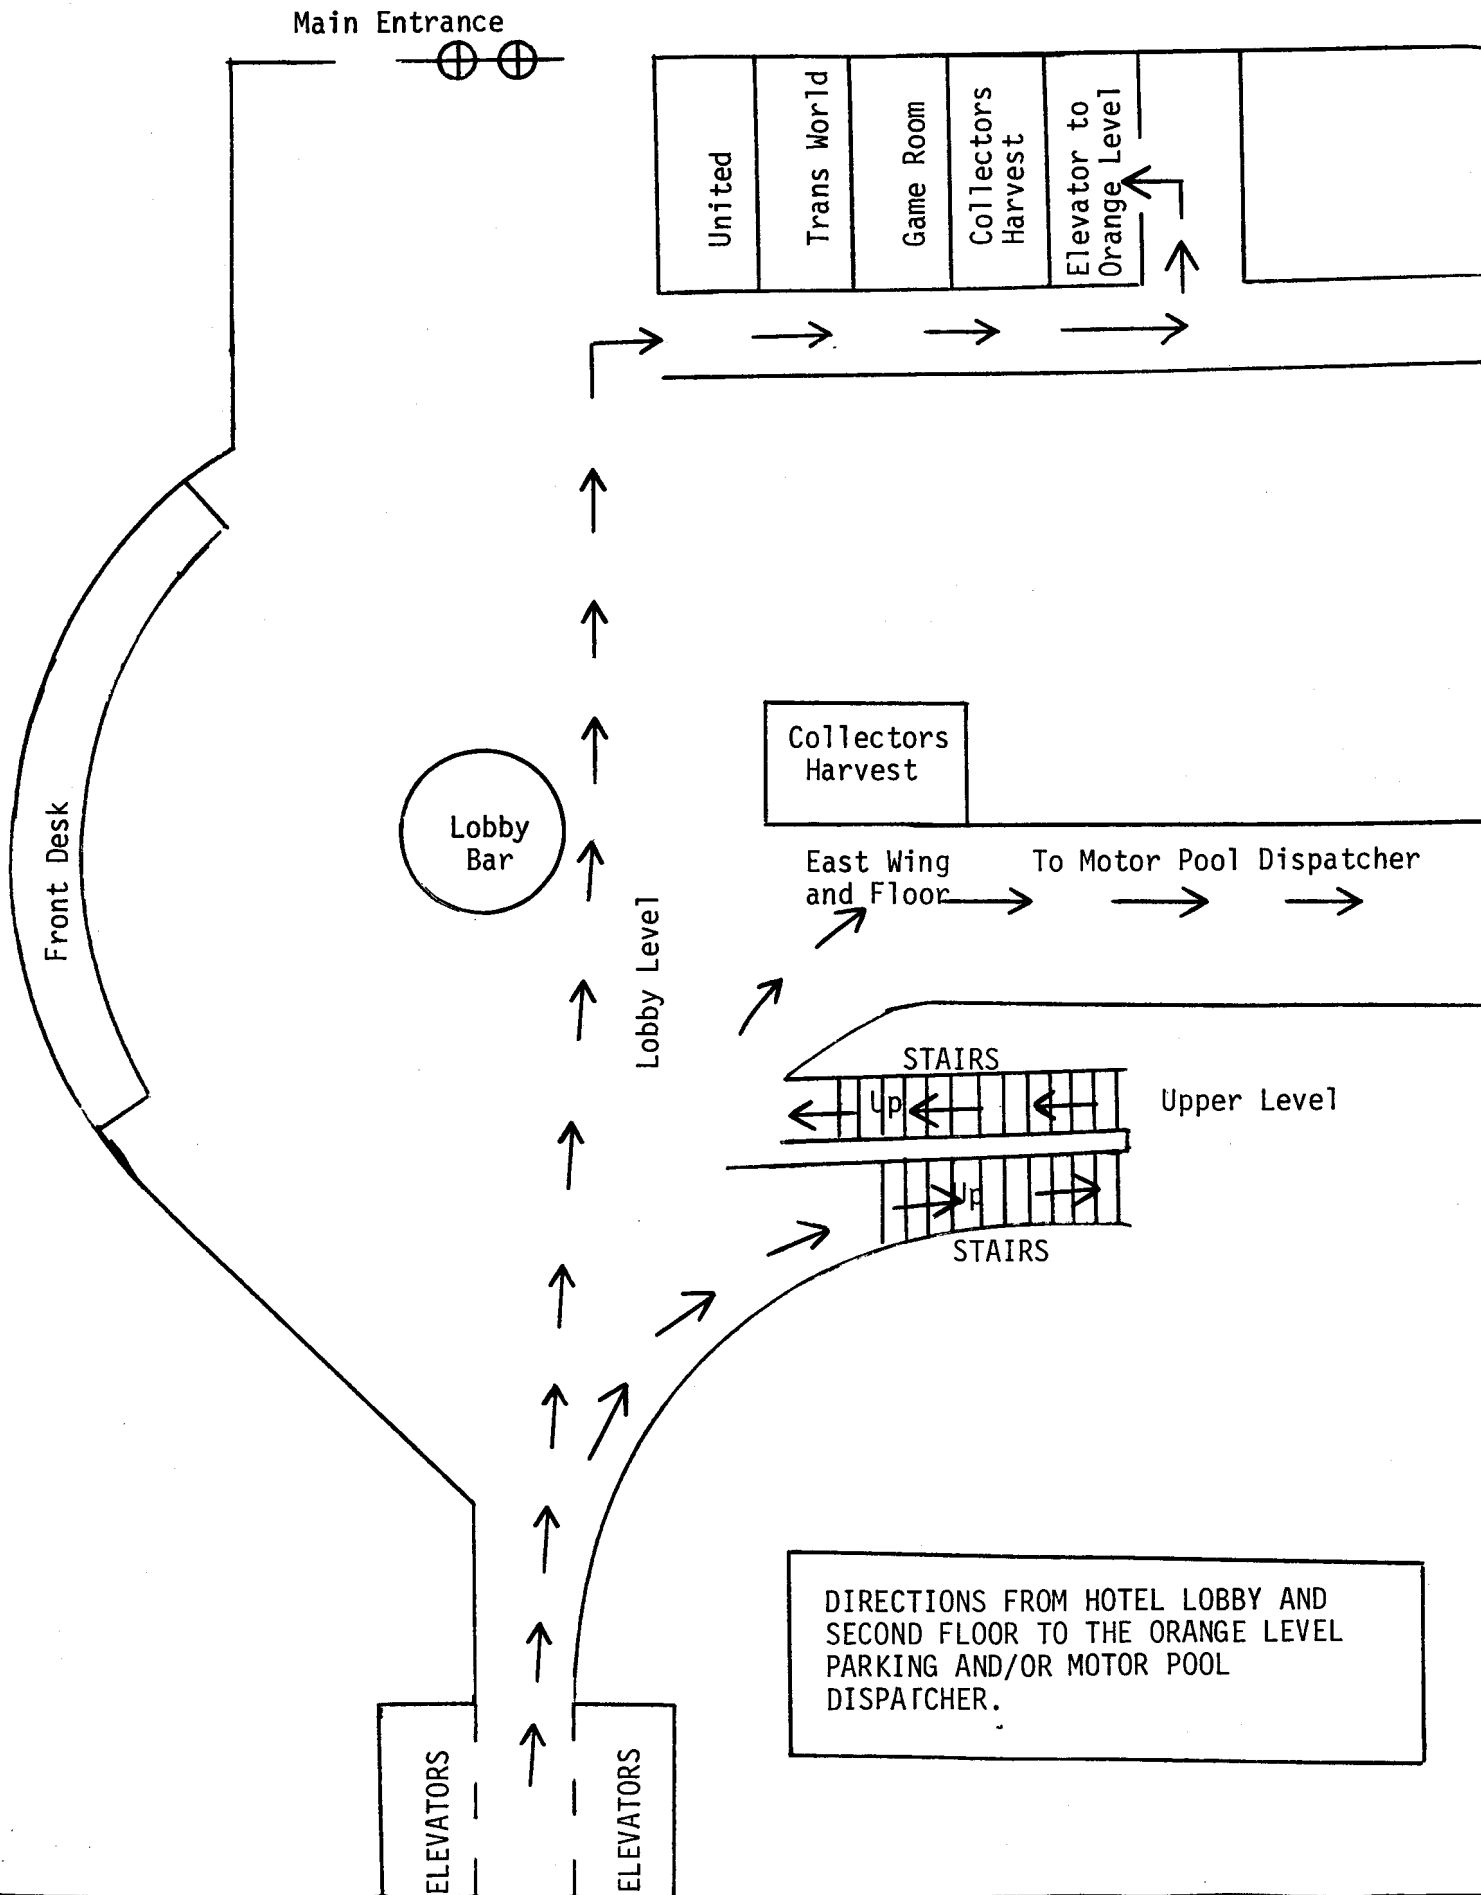 Main Entrance
United
Trans World
Game Room
Collectors
Harvest
Elevator to
Orange Level
Collectors
Harvest
Lobby
Bar
Front Desk
East Wing
and Floor
To Motor Pool Dispatcher
Lobby Level
STAIRS
Up
Upper Level
Up
STAIRS
DIRECTIONS FROM HOTEL LOBBY AND
SECOND FLOOR TO THE ORANGE LEVEL
PARKING AND/OR MOTOR POOL
DISPATCHER.
ELEVATORS
ELEVATORS